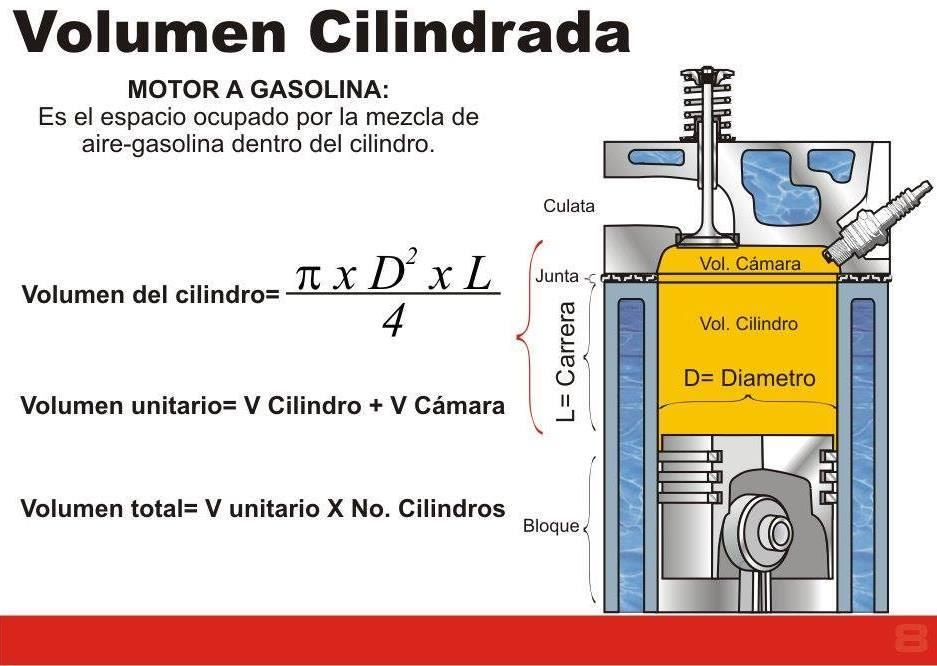 Volumen Cilindrada
MOTOR A GASOLINA:
Es el espacio ocupado por la mezcla de
aire-gasolina dentro del cilindro.
Culata
Vol. Cámara
Junta
Volumen del cilindro= π x D² x L / 4
L= Carrera
Vol. Cilindro
D= Diametro
Volumen unitario= V Cilindro + V Cámara
Volumen total= V unitario X No. Cilindros
Bloque
8